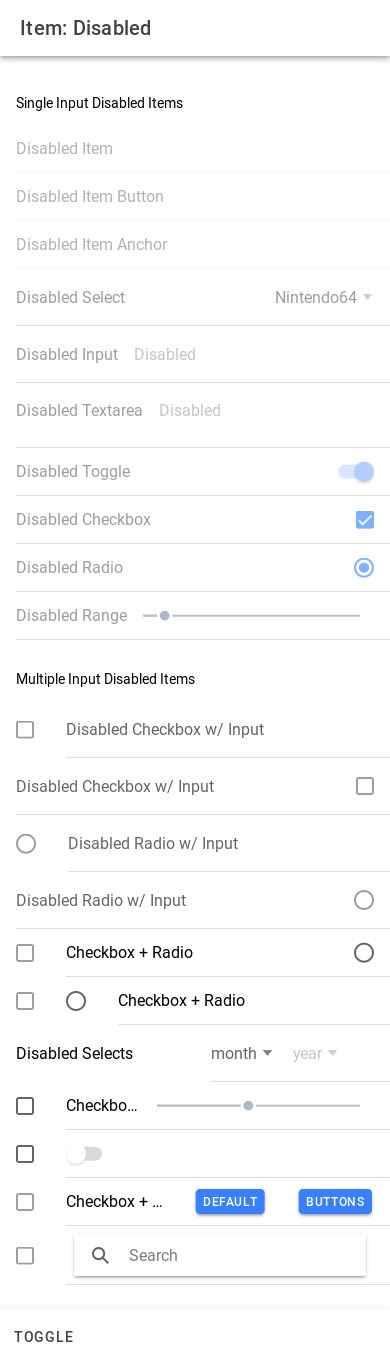 Item: Disabled
Single Input Disabled Items
Disabled Item
Disabled Item Button
Disabled Item Anchor
Disabled Select Nintendo64
Disabled Input Disabled
Disabled Textarea Disabled
Disabled Toggle
Disabled Checkbox
Disabled Radio
Disabled Range
Multiple Input Disabled Items
Disabled Checkbox w/ Input
Disabled Checkbox w/ Input
Disabled Radio w/ Input
Disabled Radio w/ Input
Checkbox + Radio
Checkbox + Radio
Disabled Selects month year
Checkbo...
Checkbox + ... DEFAULT BUTTONS
Search
TOGGLE